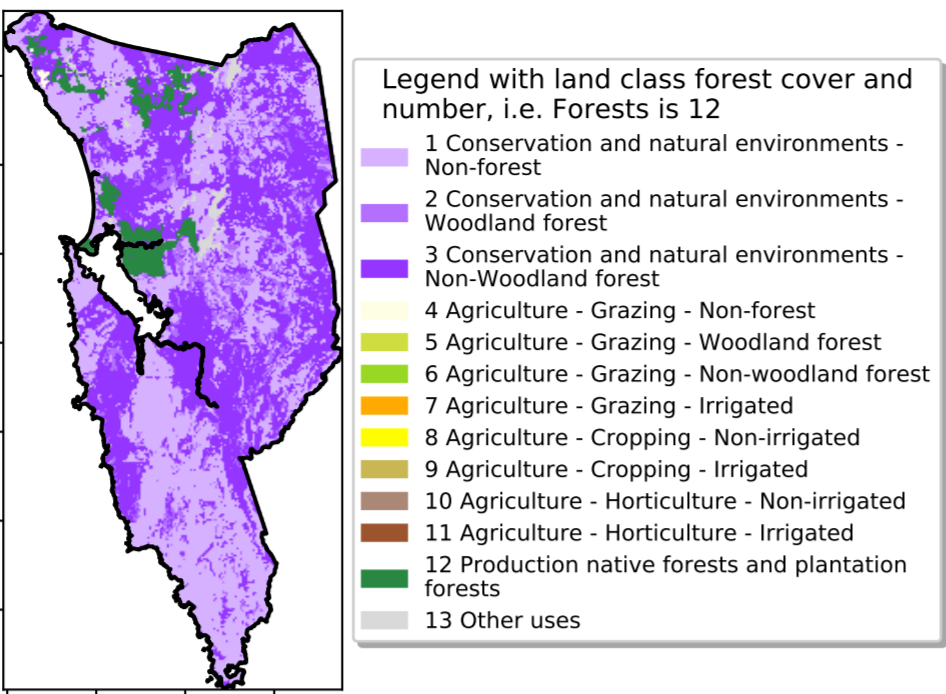 Legend with land class forest cover and
number, i.e. Forests is 12
1 Conservation and natural environments -
Non-forest
2 Conservation and natural environments -
Woodland forest
3 Conservation and natural environments -
Non-Woodland forest
4 Agriculture - Grazing - Non-forest
5 Agriculture - Grazing - Woodland forest
6 Agriculture - Grazing - Non-woodland forest
7 Agriculture - Grazing - Irrigated
8 Agriculture - Cropping - Non-irrigated
9 Agriculture - Cropping - Irrigated
10 Agriculture - Horticulture - Non-irrigated
11 Agriculture - Horticulture - Irrigated
12 Production native forests and plantation
forests
13 Other uses